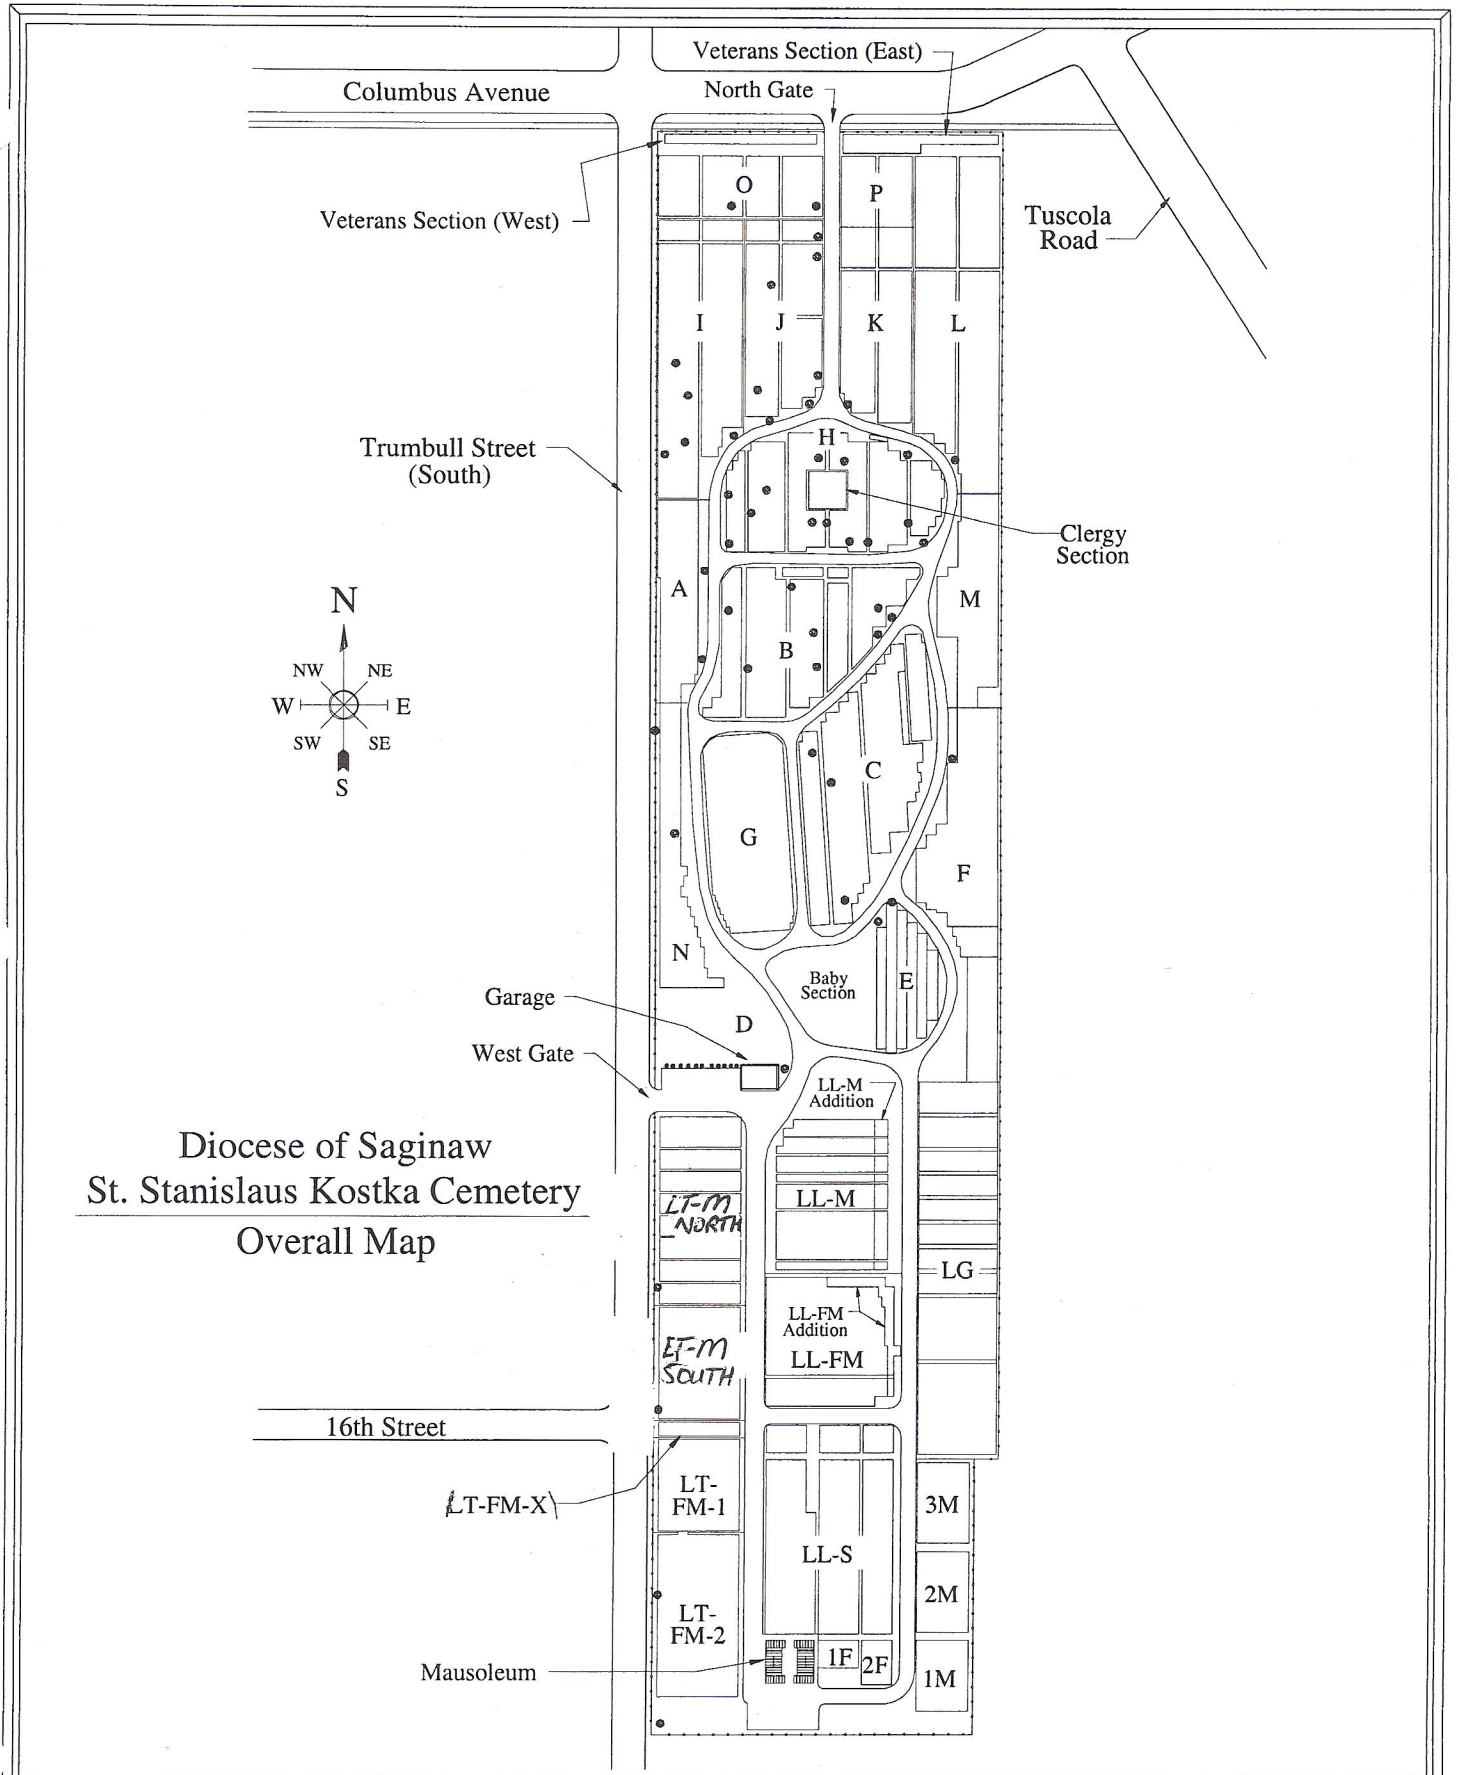 Veterans Section (East)
Columbus Avenue
North Gate
O
P
Veterans Section (West)
Tuscola
Road
I
J
K
L
H
Trumbull Street
(South)
Clergy
Section
A
M
N
NW
NE
W
E
SW
SE
S
B
C
G
F
N
Baby
Section
E
Garage
D
West Gate
LL-M
Addition
Diocese of Saginaw
St. Stanislaus Kostka Cemetery
Overall Map
LT-M
NORTH
LL-M
LG
LL-FM
Addition
LT-M
SOUTH
LL-FM
16th Street
LT-
FM-1
LT-FM-X
3M
LL-S
2M
LT-
FM-2
Mausoleum
1F
2F
1M